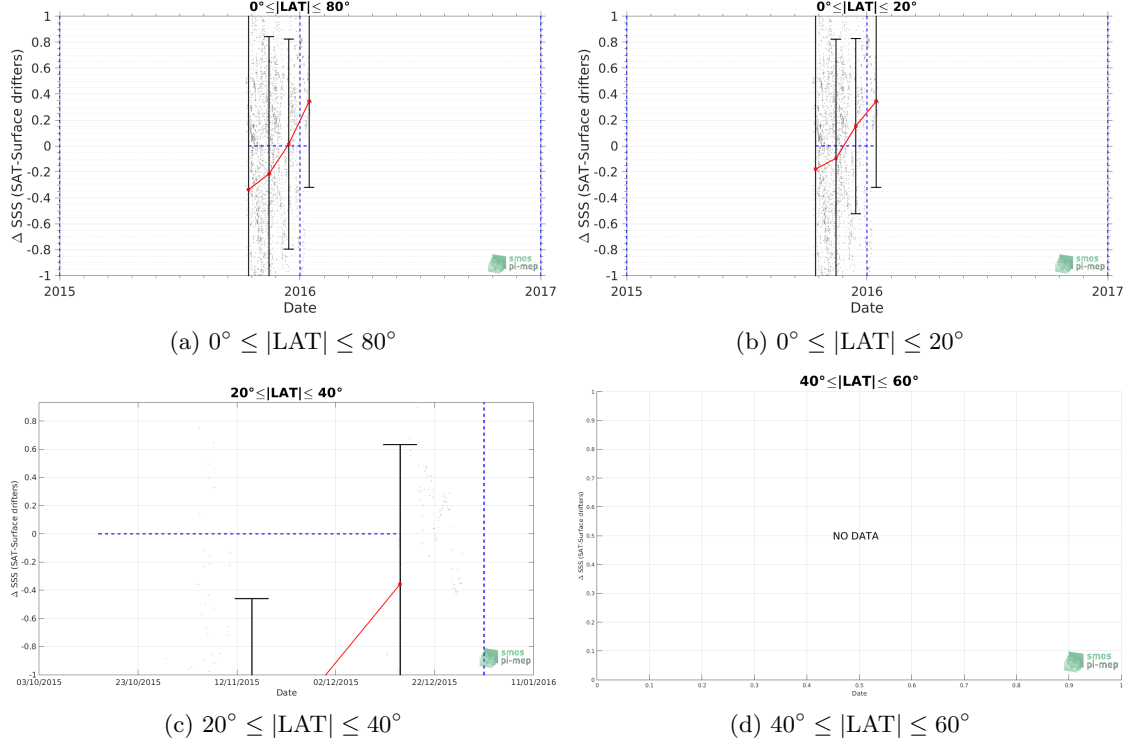 0°≤|LAT|≤ 80°
1
0.8
0.6
0.4
0.2
0
-0.2
-0.4
-0.6
-0.8
-1
Δ SSS (SAT-Surface drifters)
2015
2016
2017
Date
smos
pi-mep
(a) 0° ≤ |LAT| ≤ 80°
0°≤|LAT|≤ 20°
1
0.8
0.6
0.4
0.2
0
-0.2
-0.4
-0.6
-0.8
-1
Δ SSS (SAT-Surface drifters)
2015
2016
2017
Date
smos
pi-mep
(b) 0° ≤ |LAT| ≤ 20°
20°≤|LAT|≤ 40°
0.8
0.6
0.4
0.2
0
-0.2
-0.4
-0.6
-0.8
-1
Δ SSS (SAT-Surface drifters)
03/10/2015
23/10/2015
12/11/2015
02/12/2015
22/12/2015
11/01/2016
Date
smos
pi-mep
(c) 20° ≤ |LAT| ≤ 40°
40°≤|LAT|≤ 60°
1
0.9
0.8
0.7
0.6
0.5
0.4
0.3
0.2
0.1
0
Δ SSS (SAT-Surface drifters)
NO DATA
0
0.1
0.2
0.3
0.4
0.5
0.6
0.7
0.8
0.9
1
Date
smos
pi-mep
(d) 40° ≤ |LAT| ≤ 60°